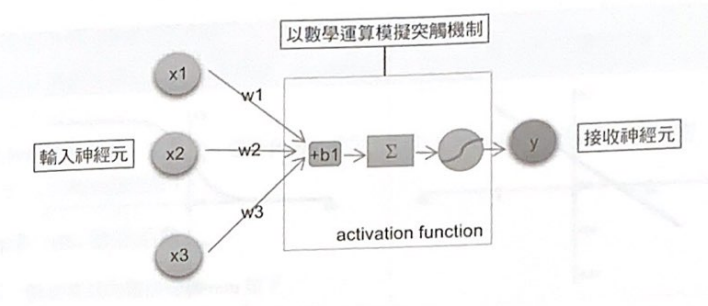 以數學運算模擬突觸機制
x1
w1
輸入神經元
x2
w2
+b1
Σ
y
接收神經元
w3
x3
activation function